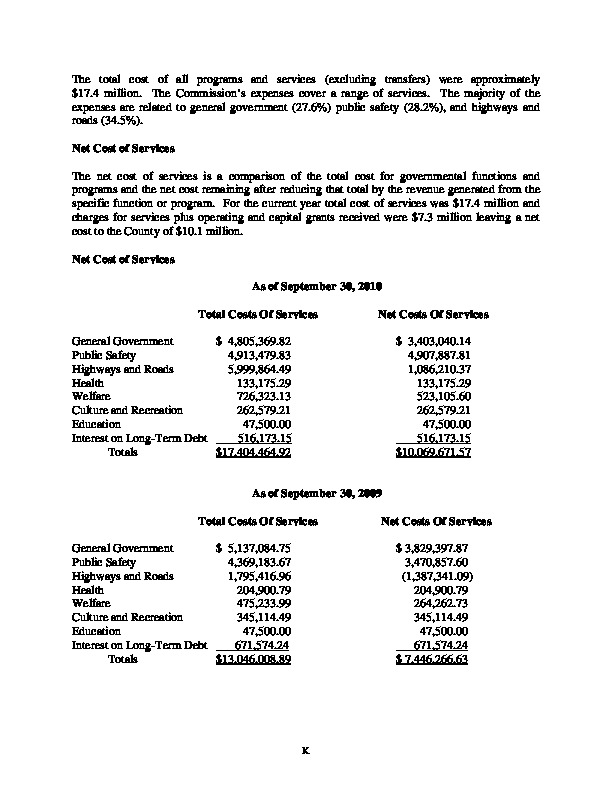 The total cost of all programs and services (excluding transfers) were approximately
$17.4 million. The Commission's expenses cover a range of services. The majority of the
expenses are related to general government (27.6%) public safety (28.2%), and highways and
roads (34.5%).
Net Cost of Services
The net cost of services is a comparison of the total cost for governmental functions and
programs and the net cost remaining after reducing that total by the revenue generated from the
specific function or program. For the current year total cost of services was $17.4 million and
charges for services plus operating and capital grants received were $7.3 million leaving a net
cost to the County of $10.1 million.
Net Cost of Services
As of September 30, 2010
Total Costs Of Services Net Costs Of Services
General Government $ 4,805,369.82 $ 3,403,040.14
Public Safety 4,913,479.83 4,907,887.81
Highways and Roads 5,999,864.49 1,086,210.37
Health 133,175.29 133,175.29
Welfare 726,323.13 523,105.60
Culture and Recreation 262,579.21 262,579.21
Education 47,500.00 47,500.00
Interest on Long-Term Debt 516,173.15 516,173.15
Totals $17,404,464.92 $10,069,671.57
As of September 30, 2009
Total Costs Of Services Net Costs Of Services
General Government $ 5,137,084.75 $ 3,829,397.87
Public Safety 4,369,183.67 3,470,857.60
Highways and Roads 1,795,416.96 (1,387,341.09)
Health 204,900.79 204,900.79
Welfare 475,233.99 264,262.73
Culture and Recreation 345,114.49 345,114.49
Education 47,500.00 47,500.00
Interest on Long-Term Debt 671,574.24 671,574.24
Totals $13,046,008.89 $ 7,446,266.63
K